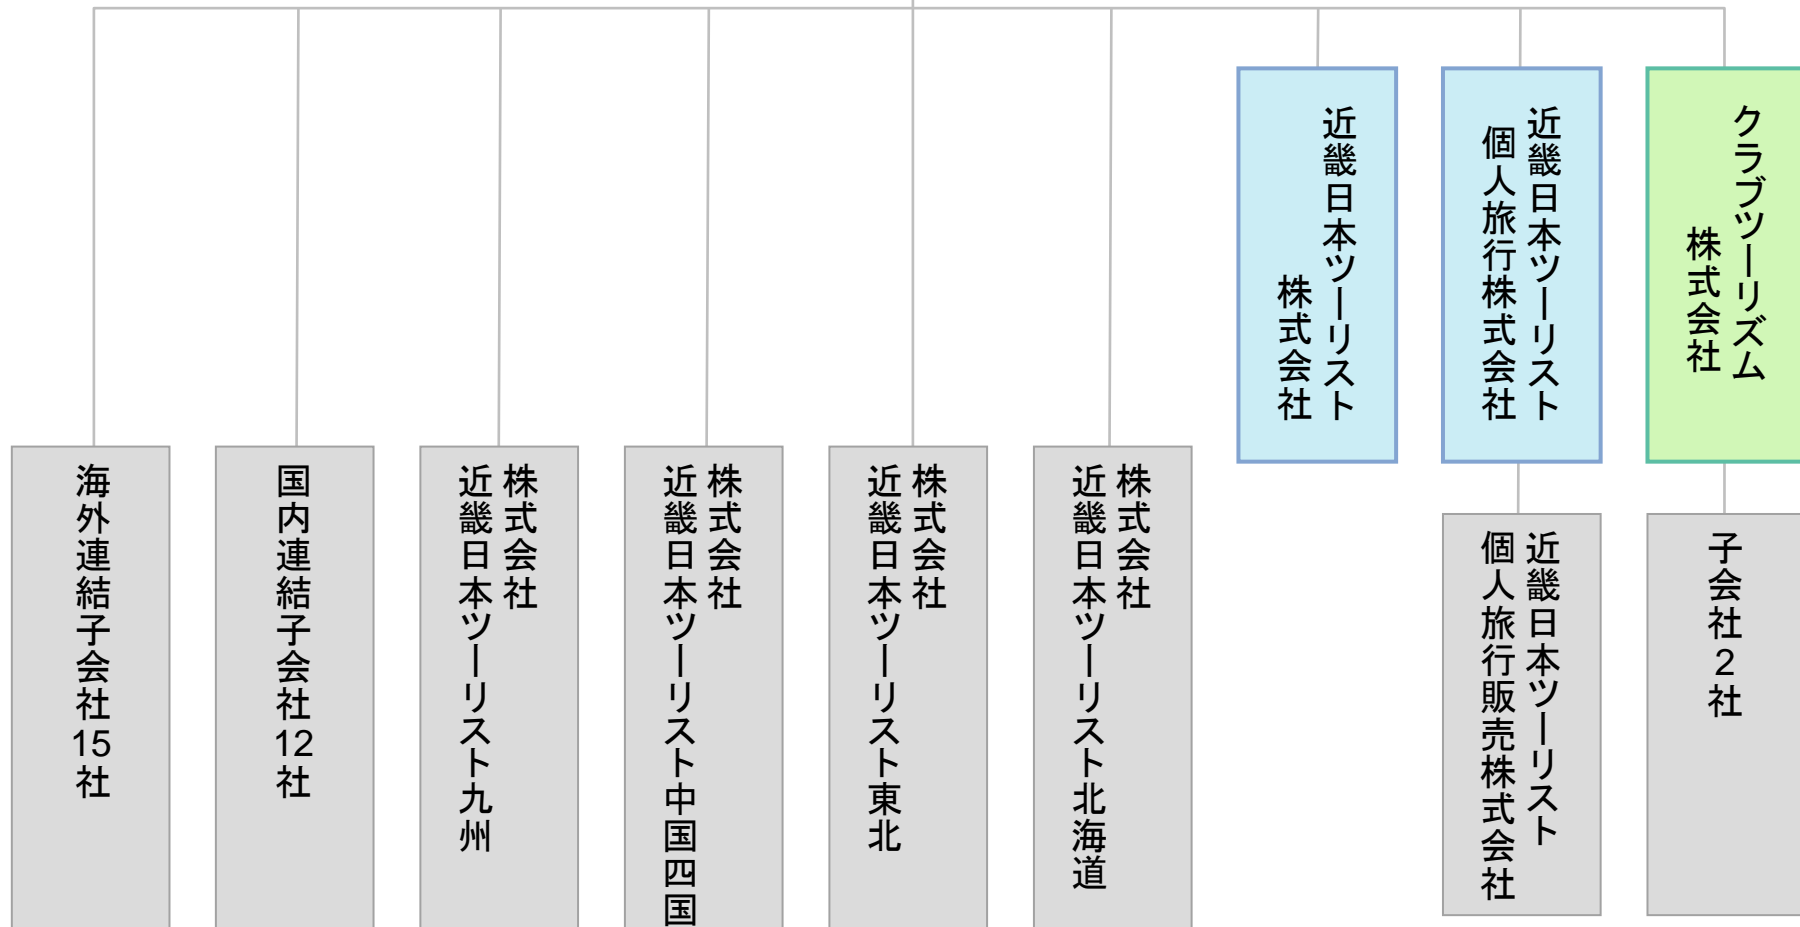 クラブツーリズム
株式会社
近畿日本ツーリスト
個人旅行株式会社
近畿日本ツーリスト
株式会社
子会社2社
近畿日本ツーリスト
個人旅行販売株式会社
株式会社
近畿日本ツーリスト北海道
株式会社
近畿日本ツーリスト東北
株式会社
近畿日本ツーリスト中国四国
株式会社
近畿日本ツーリスト九州
国内連結子会社12社
海外連結子会社15社